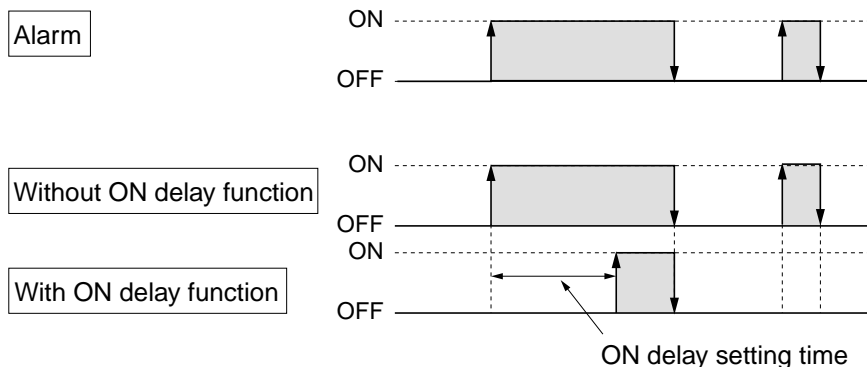 ON
Alarm
OFF
ON
Without ON delay function
OFF
ON
With ON delay function
OFF
ON delay setting time